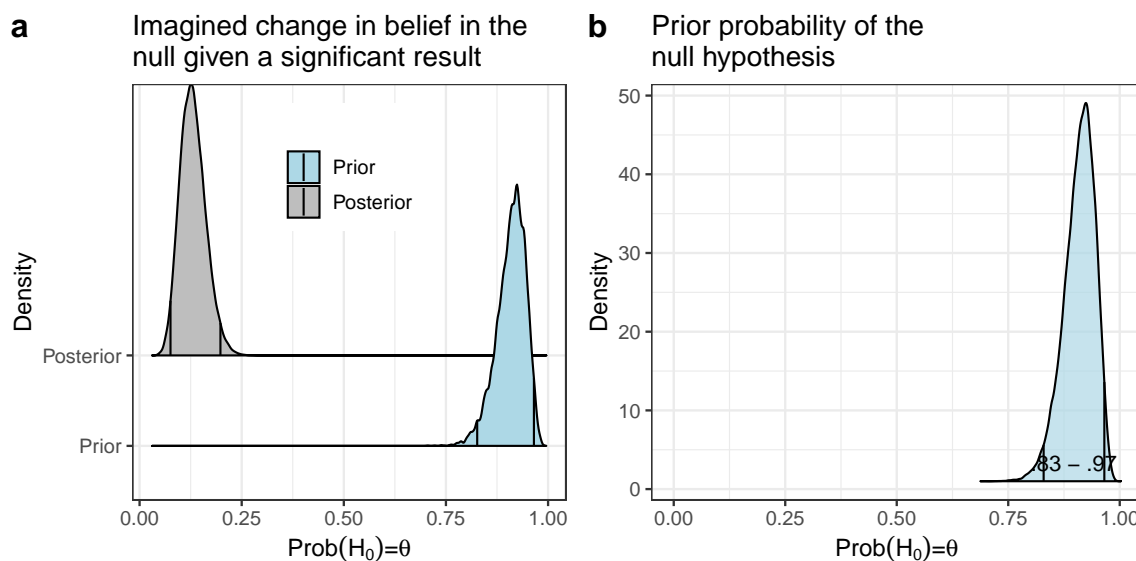 a
Imagined change in belief in the
null given a significant result
Density
Posterior
Prior
Prior
Posterior
0.00 0.25 0.50 0.75 1.00
Prob(H₀)=θ
b
Prior probability of the
null hypothesis
Density
50
40
30
20
10
0
.83 − .97
0.00 0.25 0.50 0.75 1.00
Prob(H₀)=θ